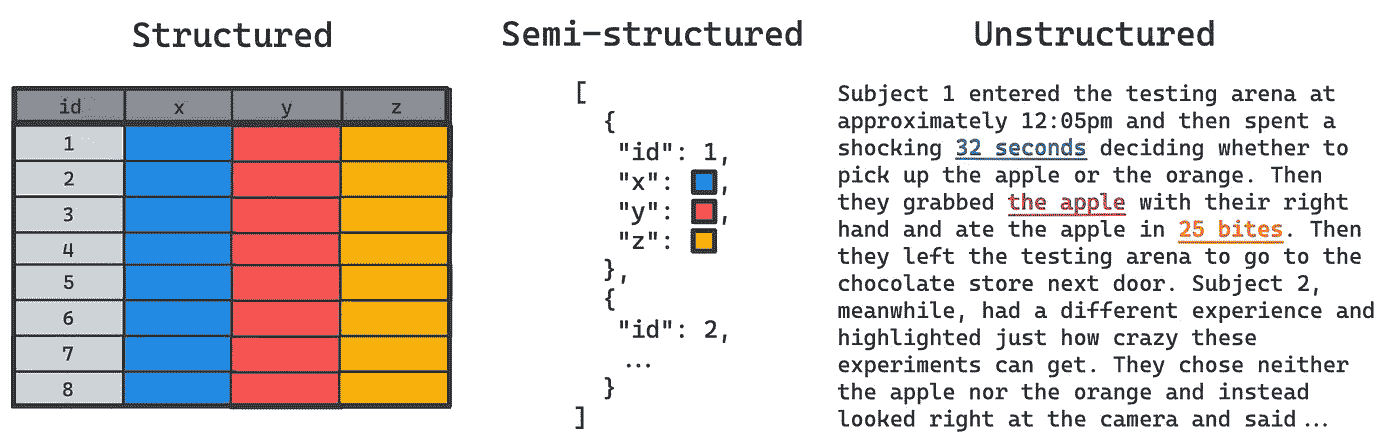 Structured
id x y z
1
2
3
4
5
6
7
8
Semi-structured
[
{
"id": 1,
"x": ,
"y": ,
"z":
},
{
"id": 2,
...
}
]
Unstructured
Subject 1 entered the testing arena at
approximately 12:05pm and then spent a
shocking 32 seconds deciding whether to
pick up the apple or the orange. Then
they grabbed the apple with their right
hand and ate the apple in 25 bites. Then
they left the testing arena to go to the
chocolate store next door. Subject 2,
meanwhile, had a different experience and
highlighted just how crazy these
experiments can get. They chose neither
the apple nor the orange and instead
looked right at the camera and said...